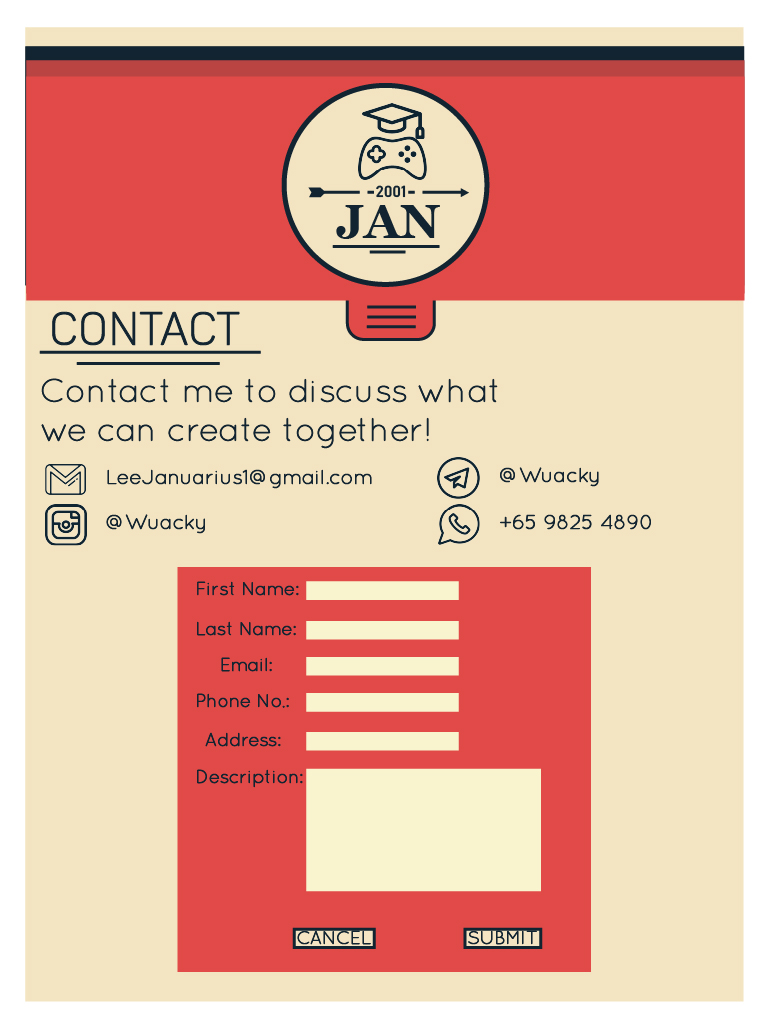 -2001-
JAN
CONTACT
Contact me to discuss what
we can create together!
LeeJanuarius1@gmail.com
@Wuacky
@Wuacky
+65 9825 4890
First Name:
Last Name:
Email:
Phone No.:
Address:
Description:
CANCEL
SUBMIT